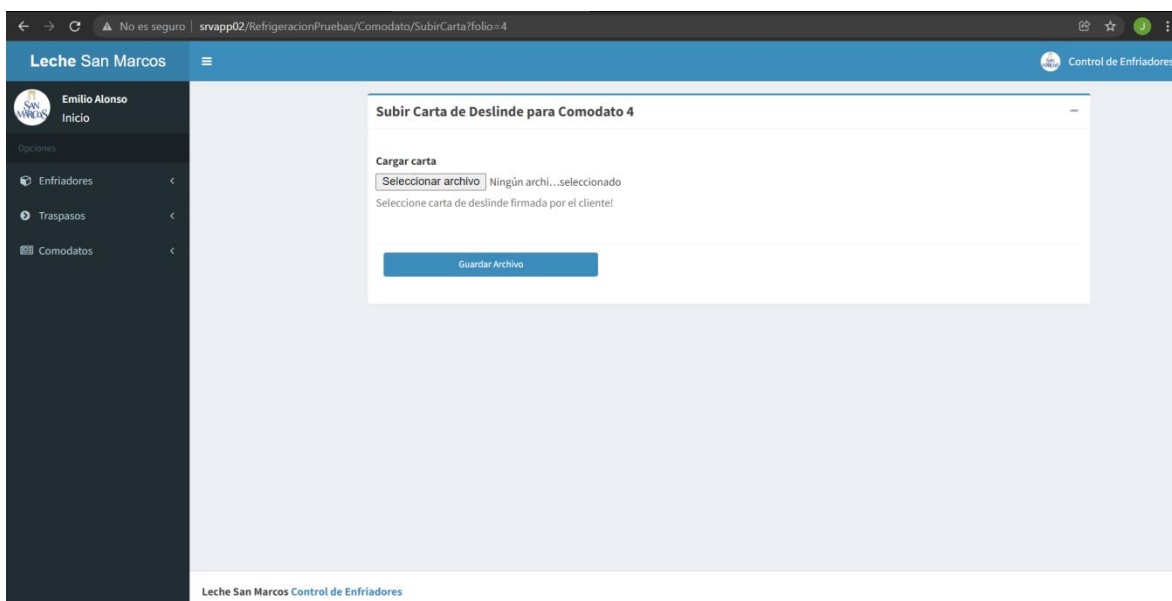 No es seguro srvapp02/RefrigeracionPruebas/Comodato/SubirCarta?folio=4
J
Leche San Marcos
Control de Enfriadores
SAN MARCOS
Emilio Alonso
Inicio
Opciones
Enfriadores
Traspasos
Comodatos
Subir Carta de Deslinde para Comodato 4
Cargar carta
Seleccionar archivo Ningún archi...seleccionado
Seleccione carta de deslinde firmada por el cliente!
Guardar Archivo
Leche San Marcos Control de Enfriadores